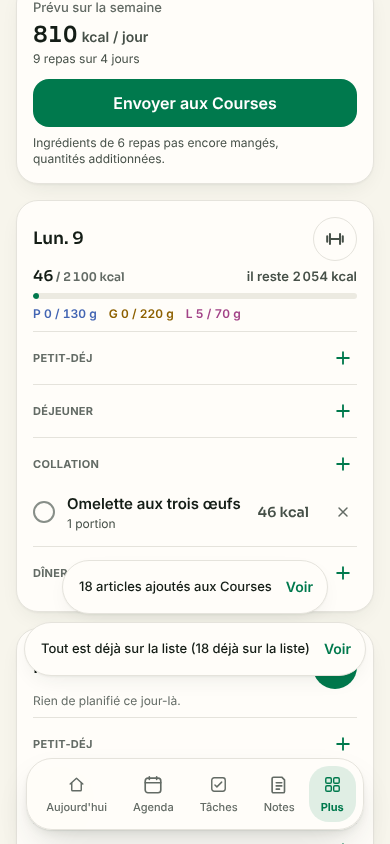 Prévu sur la semaine
810 kcal / jour
9 repas sur 4 jours
Envoyer aux Courses
Ingrédients de 6 repas pas encore mangés,
quantités additionnées.
Lun. 9
46 / 2 100 kcal
il reste 2 054 kcal
P 0 / 130 g G 0 / 220 g L 5 / 70 g
PETIT-DÉJ
DÉJEUNER
COLLATION
Omelette aux trois œufs 46 kcal
1 portion
DÎNER
18 articles ajoutés aux Courses Voir
Tout est déjà sur la liste (18 déjà sur la liste) Voir
Rien de planifié ce jour-là.
PETIT-DÉJ
Aujourd'hui Agenda Tâches Notes Plus